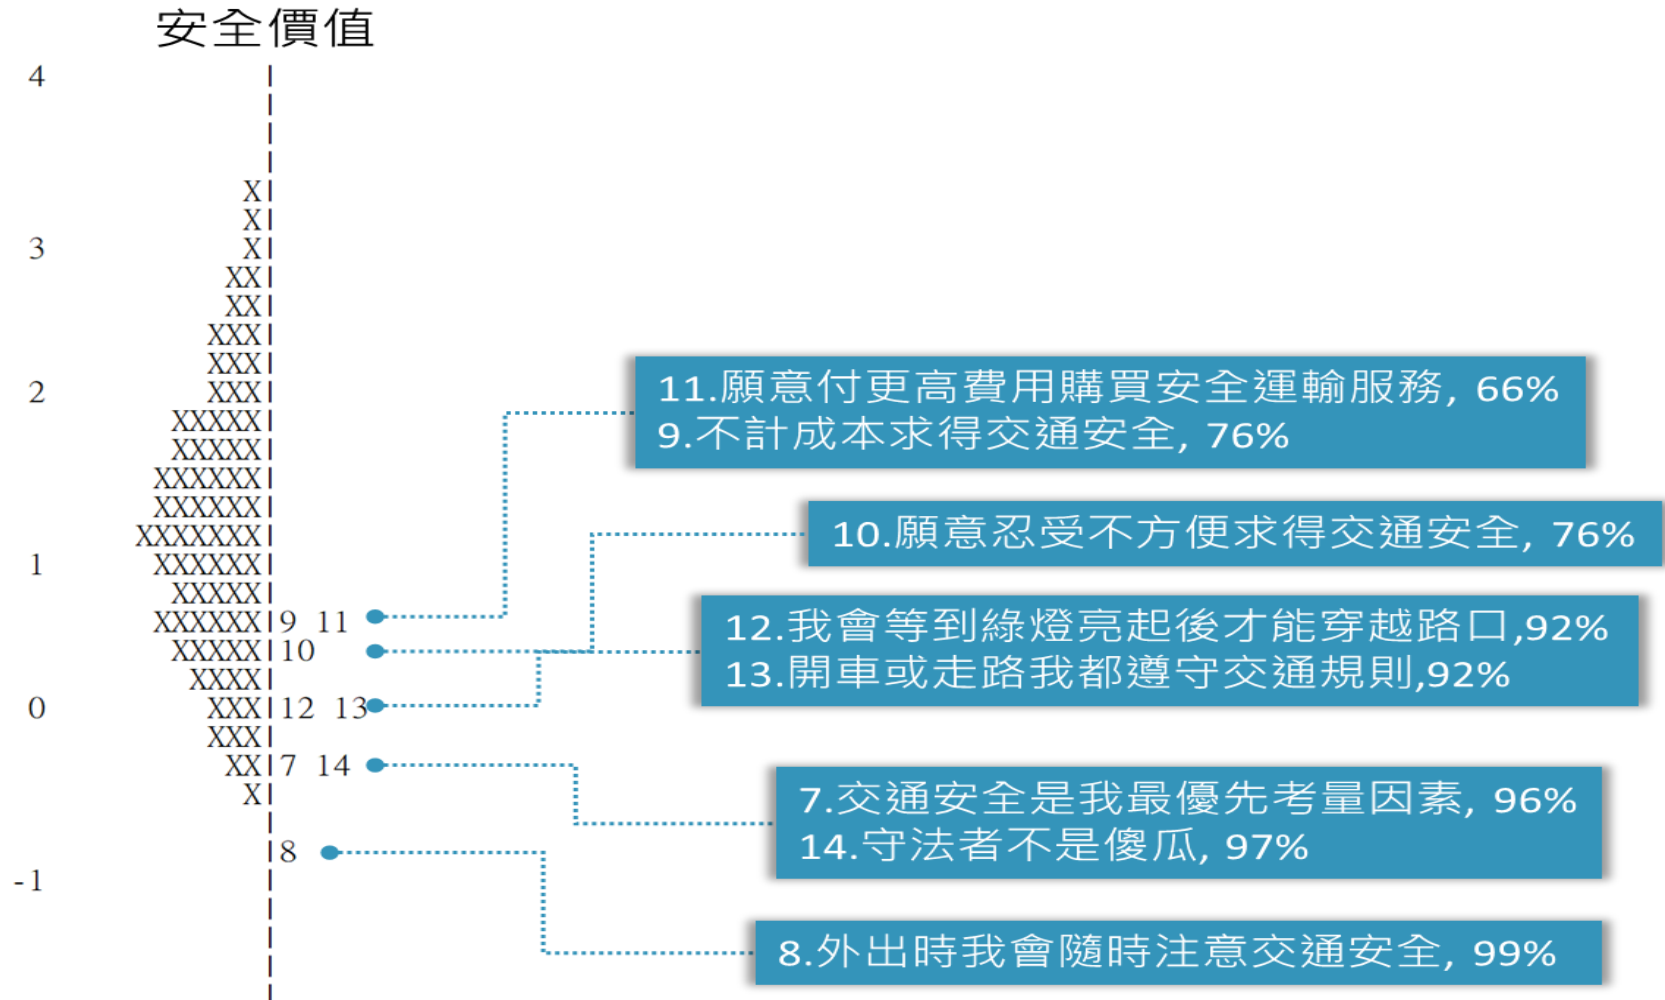 安全價值
4
X
X
3 X
XX
XX
XXX
XXX
2 XXX
XXXXX
XXXXX
XXXXXX
XXXXXX
XXXXXXX
1 XXXXXX
XXXXX
XXXXXX 9 11
XXXXX 10
XXXX
0 XXX 12 13
XXX
XX 7 14
X
8
-1
11.願意付更高費用購買安全運輸服務, 66%
9.不計成本求得交通安全, 76%
10.願意忍受不方便求得交通安全, 76%
12.我會等到綠燈亮起後才能穿越路口,92%
13.開車或走路我都遵守交通規則,92%
7.交通安全是我最優先考量因素, 96%
14.守法者不是傻瓜, 97%
8.外出時我會隨時注意交通安全, 99%